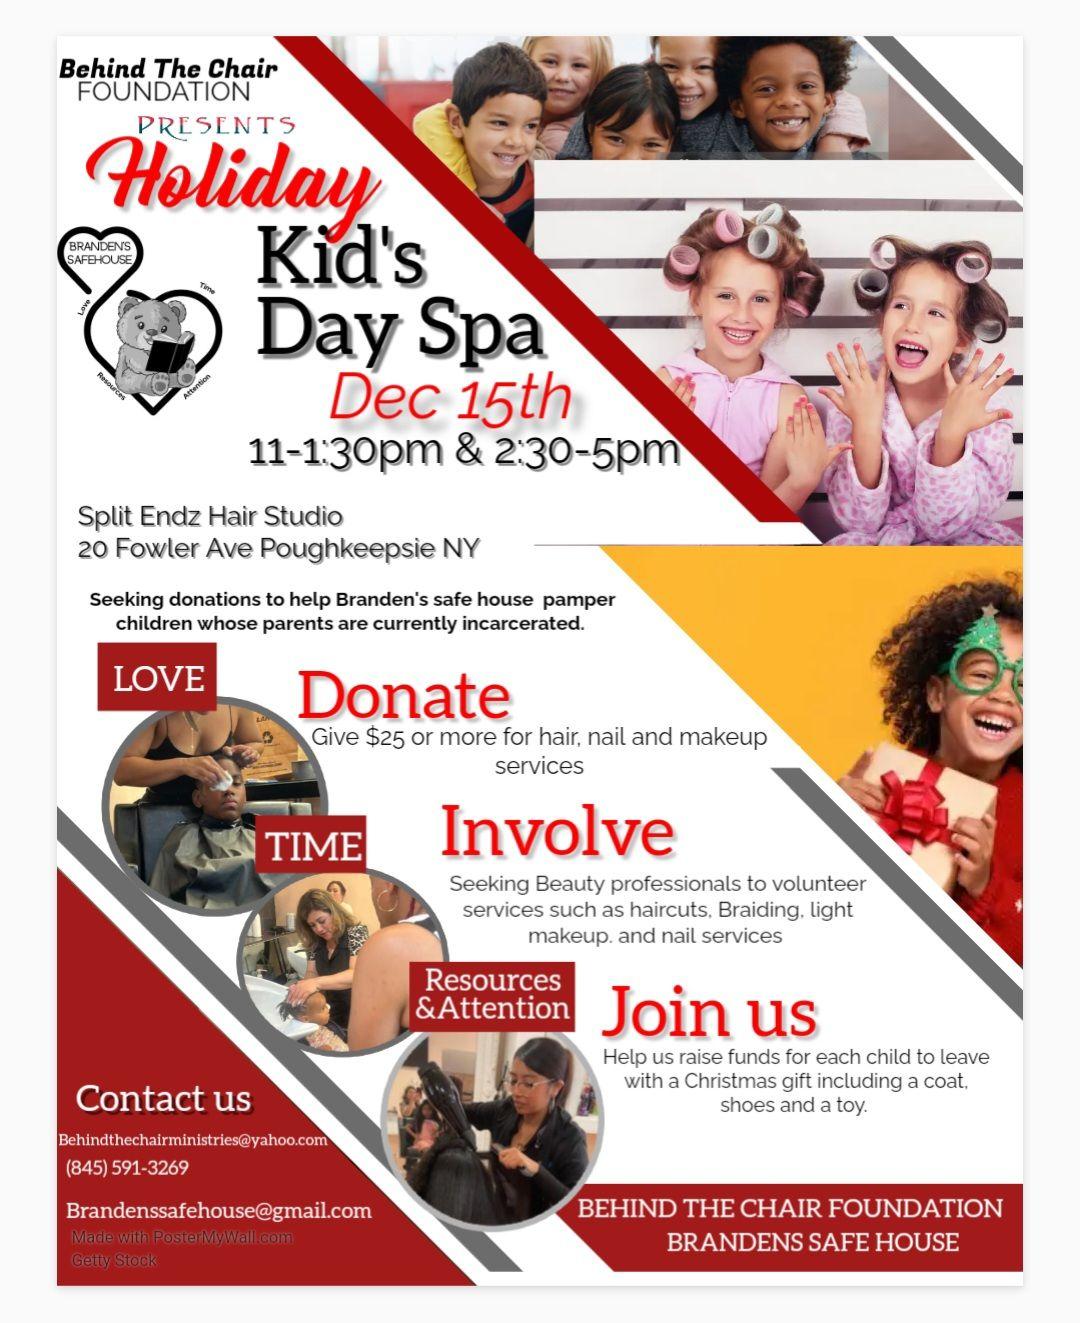 Behind The Chair
FOUNDATION
PRESENTS
Holiday
Kid's
Day Spa
Dec 15th
11-1:30pm & 2:30-5pm
BRANDEN'S
SAFEHOUSE
Love
Time
Resources
Attention
Split Endz Hair Studio
20 Fowler Ave Poughkeepsie NY
Seeking donations to help Branden's safe house pamper
children whose parents are currently incarcerated.
LOVE
Donate
Give $25 or more for hair, nail and makeup
services
TIME
Involve
Seeking Beauty professionals to volunteer
services such as haircuts, Braiding, light
makeup. and nail services
Resources
&Attention
Join us
Help us raise funds for each child to leave
with a Christmas gift including a coat,
shoes and a toy.
Contact us
Behindthechairministries@yahoo.com
(845) 591-3269
Brandenssafehouse@gmail.com
Made with PosterMyWall.com
Getty Stock
BEHIND THE CHAIR FOUNDATION
BRANDENS SAFE HOUSE